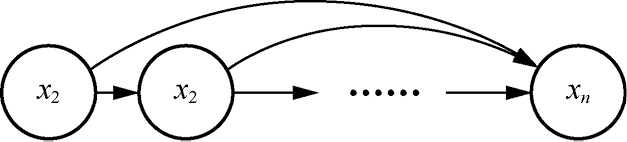 x₂ x₂ ...... xₙ